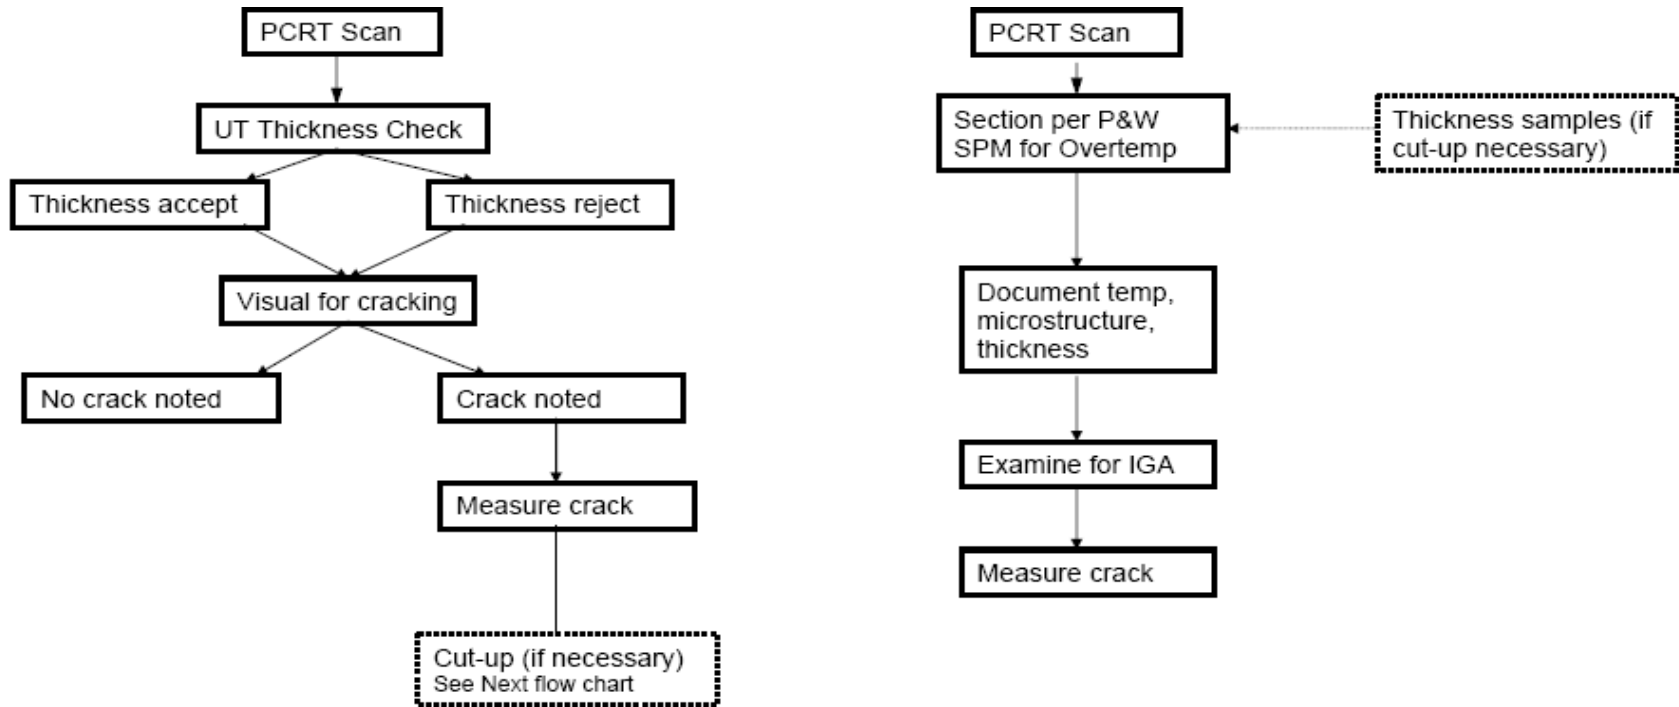 PCRT Scan
UT Thickness Check
Thickness accept
Thickness reject
Visual for cracking
No crack noted
Crack noted
Measure crack
Cut-up (if necessary)
See Next flow chart
PCRT Scan
Section per P&W
SPM for Overtemp
Thickness samples (if
cut-up necessary)
Document temp,
microstructure,
thickness
Examine for IGA
Measure crack